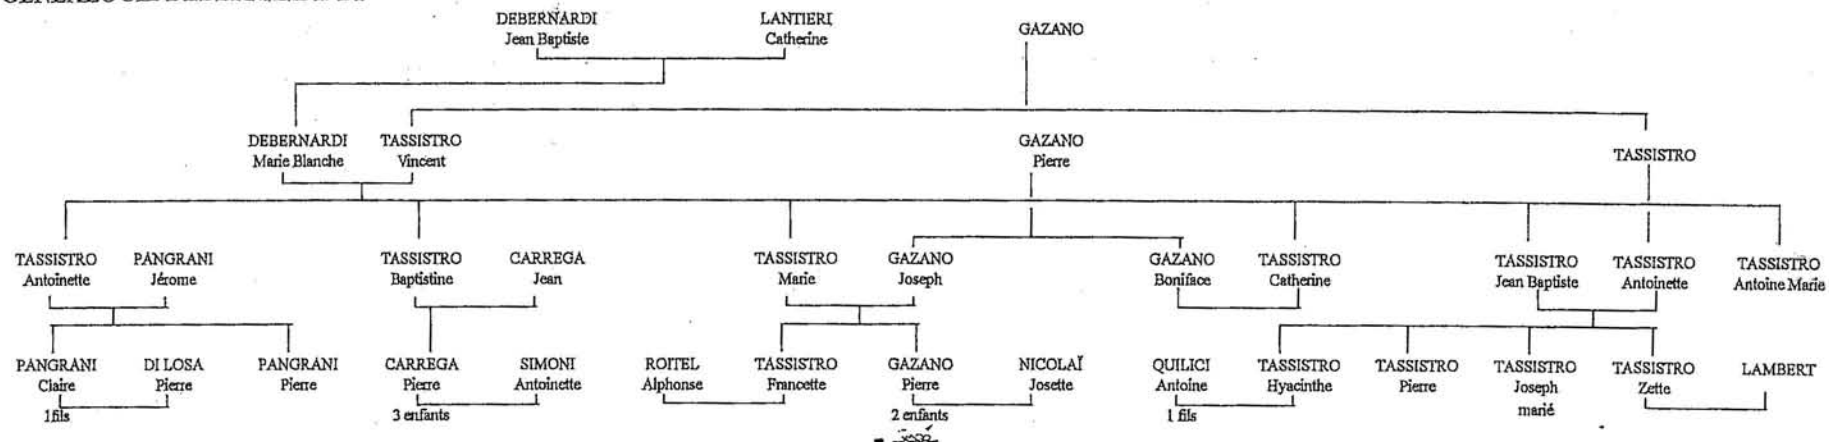 DEBERNARDI LANTIERI
Jean Baptiste Catherine GAZANO
DEBERNARDI TASSISTRO GAZANO
Marie Blanche Vincent Pierre TASSISTRO
TASSISTRO PANGRANI TASSISTRO CARREGA TASSISTRO GAZANO GAZANO TASSISTRO TASSISTRO TASSISTRO TASSISTRO
Antoinette Jérome Baptistine Jean Marie Joseph Boniface Catherine Jean Baptiste Antoinette Antoine Marie
PANGRANI DI LOSA PANGRANI CARREGA SIMONI ROITEL TASSISTRO GAZANO NICOLAÏ QUILICI TASSISTRO TASSISTRO TASSISTRO TASSISTRO LAMBERT
Claire Pierre Pierre Pierre Antoinette Alphonse Francette Pierre Josette Antoine Hyacinthe Pierre Joseph Zette
1fils 3 enfants 2 enfants 1 fils marié